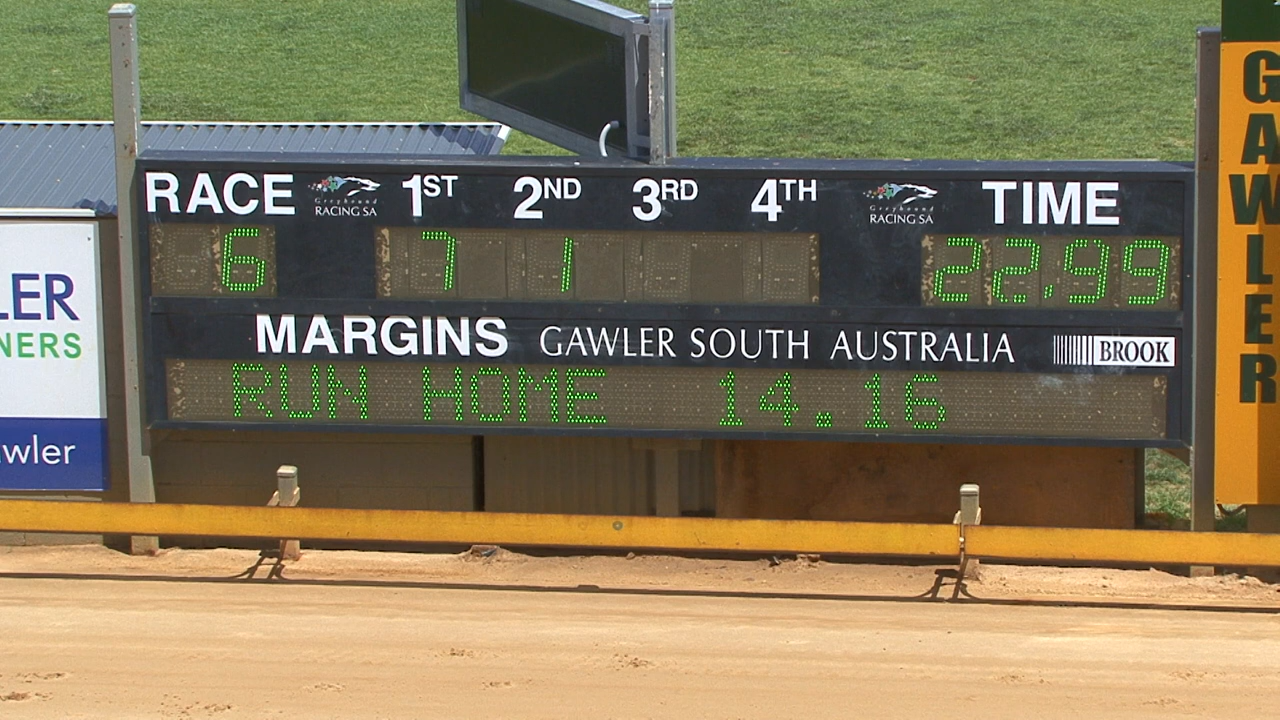 RACE 1ST 2ND 3RD 4TH TIME
Greyhound RACING SA
Greyhound RACING SA
6 7 1 22.99
MARGINS GAWLER SOUTH AUSTRALIA BROOK
RUN HOME 14.16
LER
NERS
awler
GAWLER